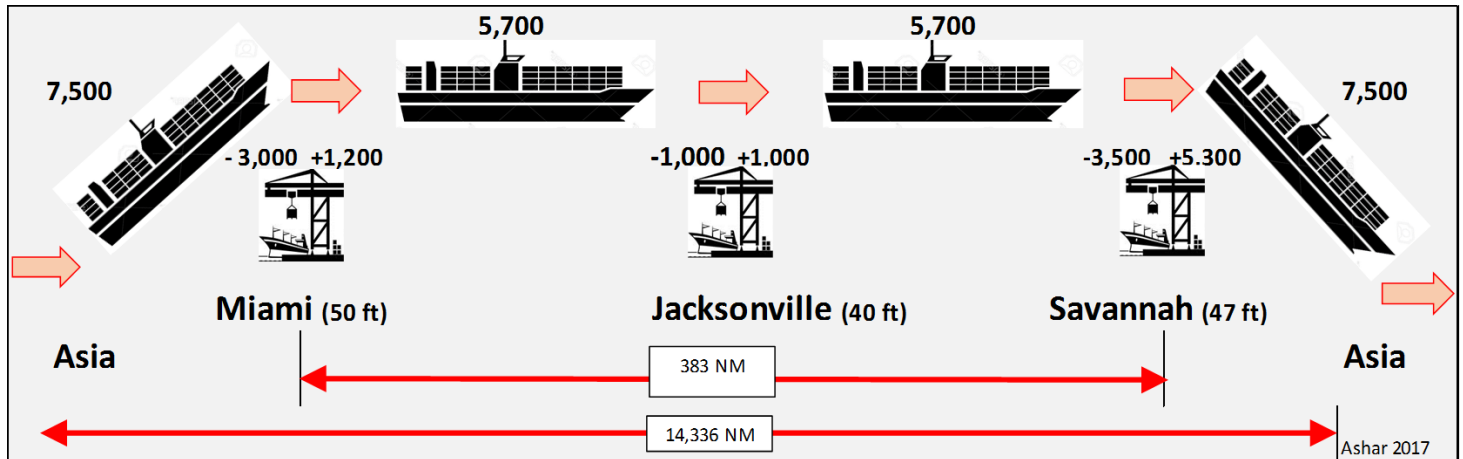 5,700 5,700
7,500 7,500
- 3,000 +1,200 -1,000 +1,000 -3,500 +5.300
Miami (50 ft) Jacksonville (40 ft) Savannah (47 ft)
Asia Asia
383 NM
14,336 NM
Ashar 2017